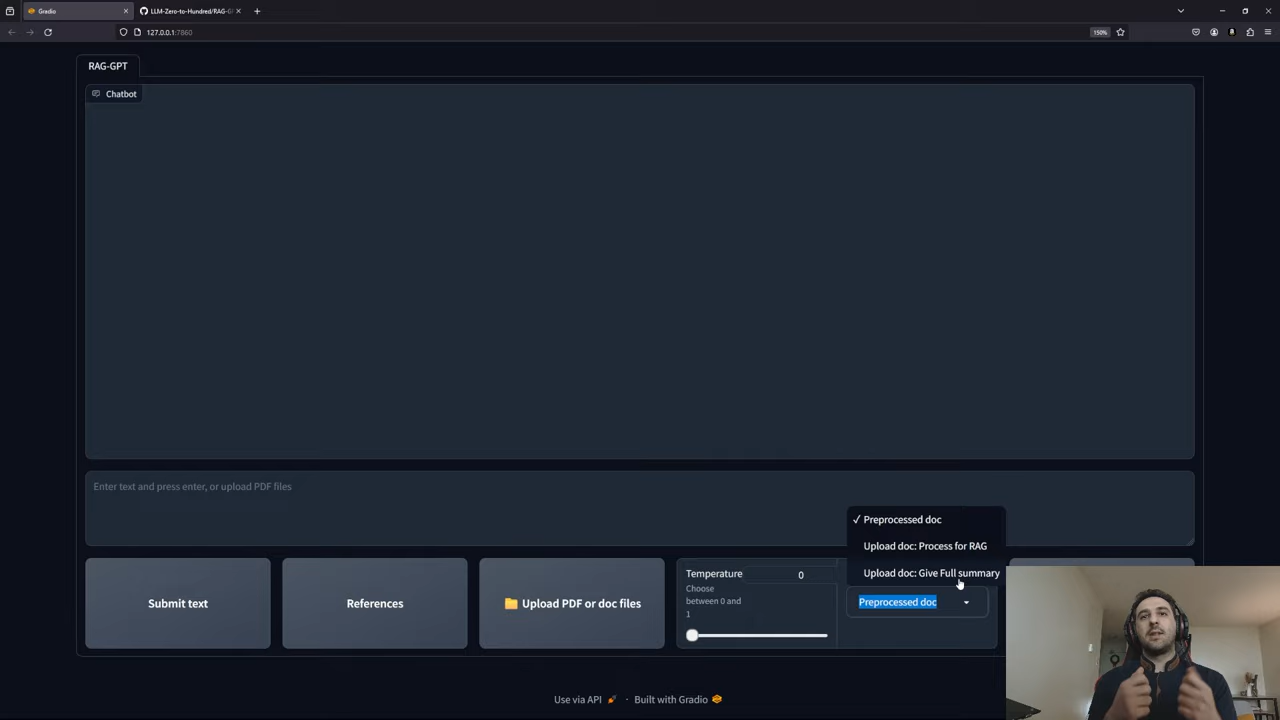 Gradio
LLM-Zero-to-Hundred/RAG-G
127.0.0.1:7860
150%
RAG-GPT
Chatbot
Enter text and press enter, or upload PDF files
✓ Preprocessed doc
Upload doc: Process for RAG
Upload doc: Give Full summary
Preprocessed doc
Submit text
References
Upload PDF or doc files
Temperature
0
Choose
between 0 and
1
Use via API
·
Built with Gradio